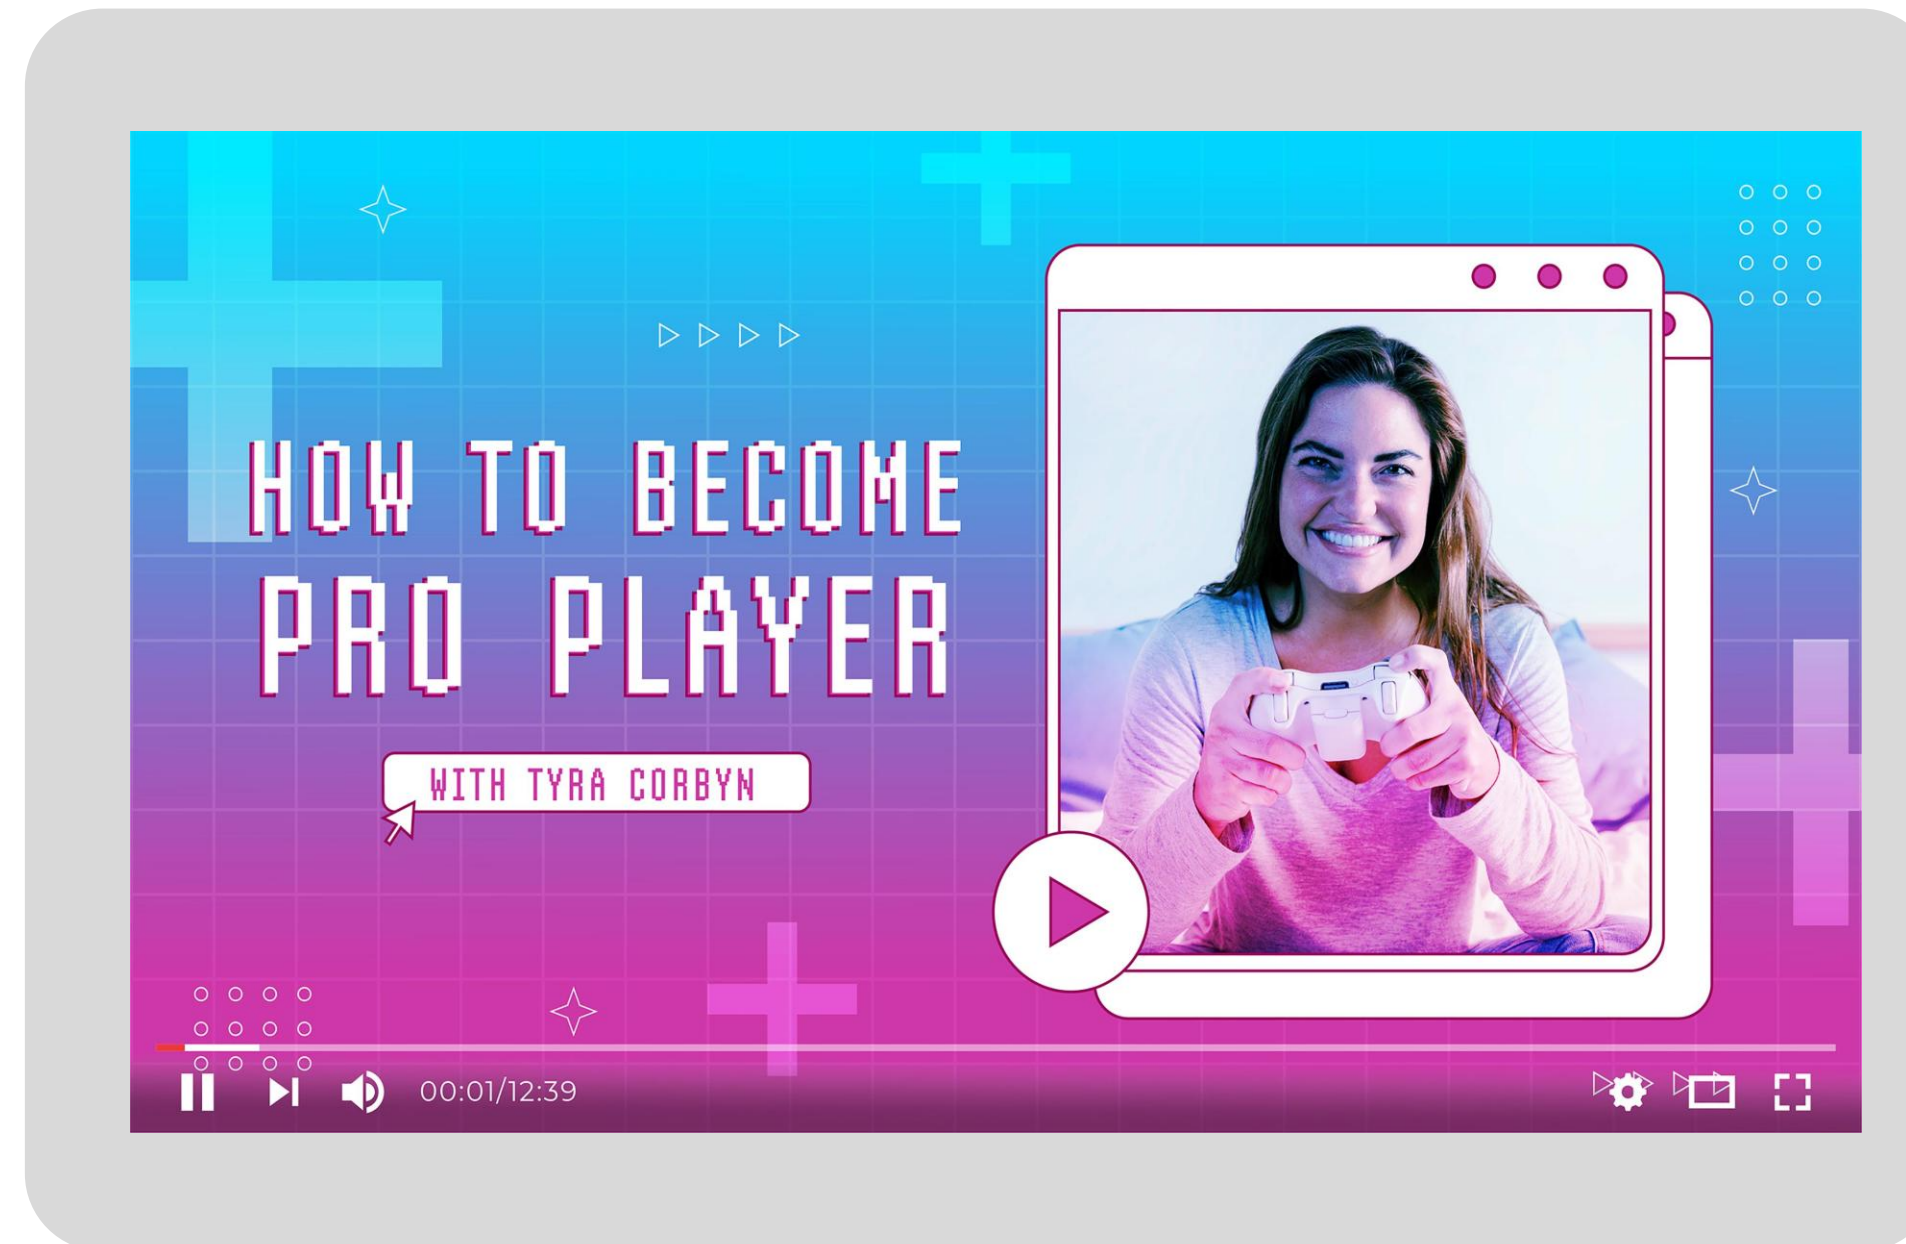 HOW TO BECOME
PRO PLAYER
WITH TYRA CORBYN
00:01/12:39